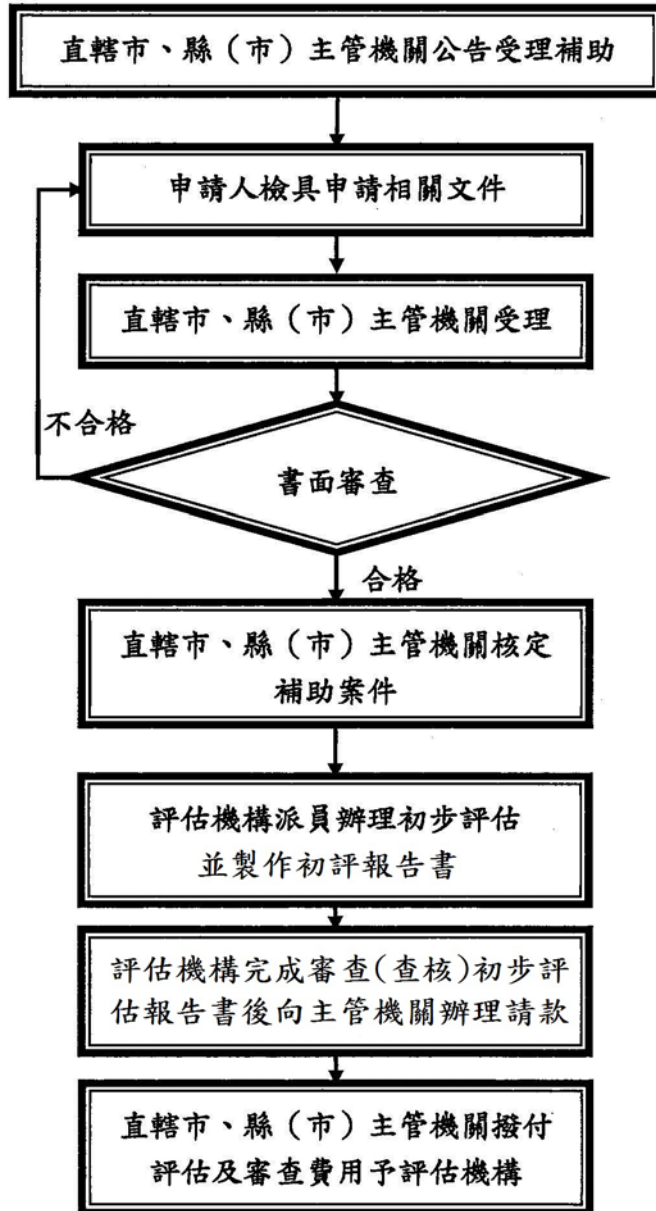 直轄市、縣（市）主管機關公告受理補助
申請人檢具申請相關文件
直轄市、縣（市）主管機關受理
不合格
書面審查
合格
直轄市、縣（市）主管機關核定
補助案件
評估機構派員辦理初步評估
並製作初評報告書
評估機構完成審查(查核)初步評
估報告書後向主管機關辦理請款
直轄市、縣（市）主管機關撥付
評估及審查費用予評估機構